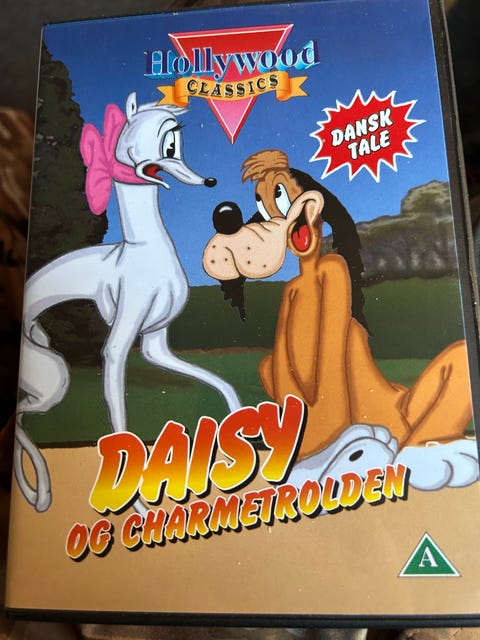 Hollywood
CLASSICS
DANSK
TALE
DAISY
OG CHARMETROLDEN
A